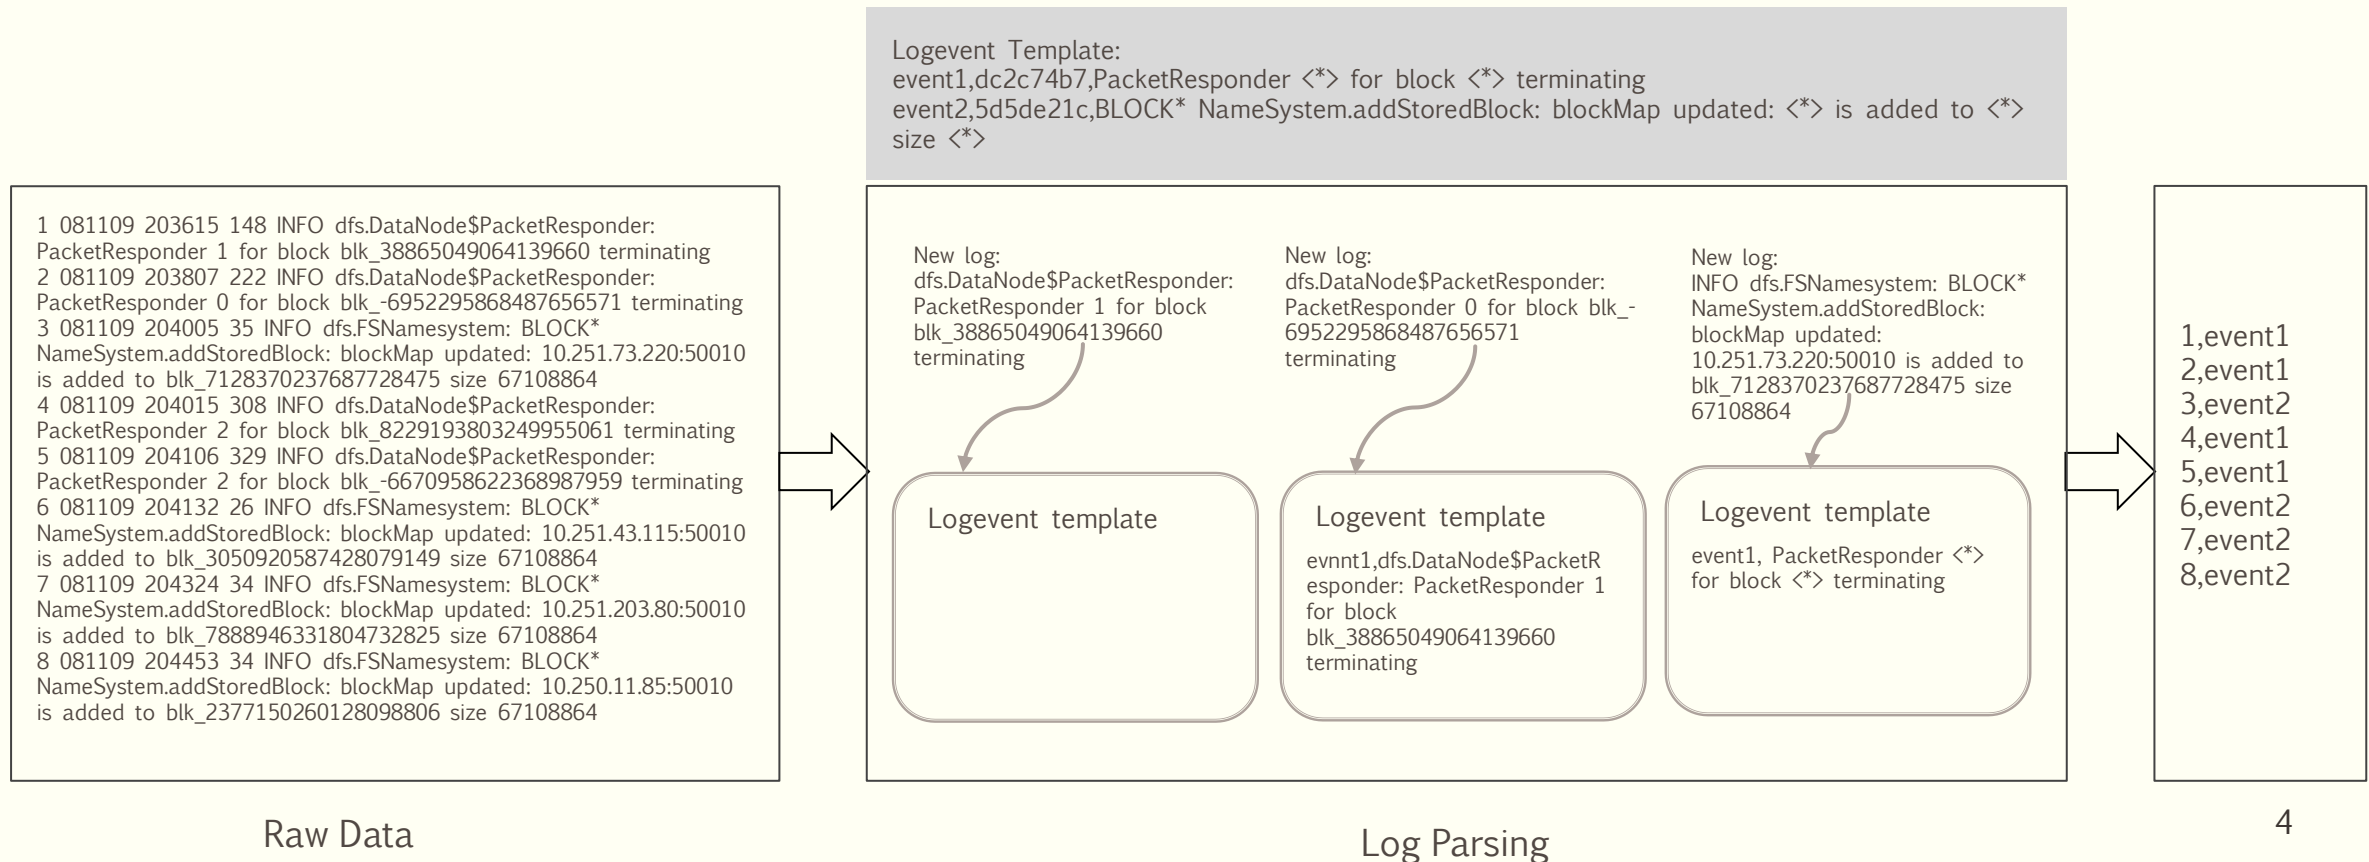 Logevent Template:
event1,dc2c74b7,PacketResponder <*> for block <*> terminating
event2,5d5de21c,BLOCK* NameSystem.addStoredBlock: blockMap updated: <*> is added to <*>
size <*>
1 081109 203615 148 INFO dfs.DataNode$PacketResponder:
PacketResponder 1 for block blk_38865049064139660 terminating
2 081109 203807 222 INFO dfs.DataNode$PacketResponder:
PacketResponder 0 for block blk_-6952295868487656571 terminating
3 081109 204005 35 INFO dfs.FSNamesystem: BLOCK*
NameSystem.addStoredBlock: blockMap updated: 10.251.73.220:50010
is added to blk_7128370237687728475 size 67108864
4 081109 204015 308 INFO dfs.DataNode$PacketResponder:
PacketResponder 2 for block blk_8229193803249955061 terminating
5 081109 204106 329 INFO dfs.DataNode$PacketResponder:
PacketResponder 2 for block blk_-6670958622368987959 terminating
6 081109 204132 26 INFO dfs.FSNamesystem: BLOCK*
NameSystem.addStoredBlock: blockMap updated: 10.251.43.115:50010
is added to blk_3050920587428079149 size 67108864
7 081109 204324 34 INFO dfs.FSNamesystem: BLOCK*
NameSystem.addStoredBlock: blockMap updated: 10.251.203.80:50010
is added to blk_7888946331804732825 size 67108864
8 081109 204453 34 INFO dfs.FSNamesystem: BLOCK*
NameSystem.addStoredBlock: blockMap updated: 10.250.11.85:50010
is added to blk_2377150260128098806 size 67108864
New log:
dfs.DataNode$PacketResponder:
PacketResponder 1 for block
blk_38865049064139660
terminating
Logevent template
New log:
dfs.DataNode$PacketResponder:
PacketResponder 0 for block blk_-
6952295868487656571
terminating
Logevent template
evnnt1,dfs.DataNode$PacketR
esponder: PacketResponder 1
for block
blk_38865049064139660
terminating
New log:
INFO dfs.FSNamesystem: BLOCK*
NameSystem.addStoredBlock:
blockMap updated:
10.251.73.220:50010 is added to
blk_7128370237687728475 size
67108864
Logevent template
event1, PacketResponder <*>
for block <*> terminating
1,event1
2,event1
3,event2
4,event1
5,event1
6,event2
7,event2
8,event2
Raw Data
Log Parsing
4